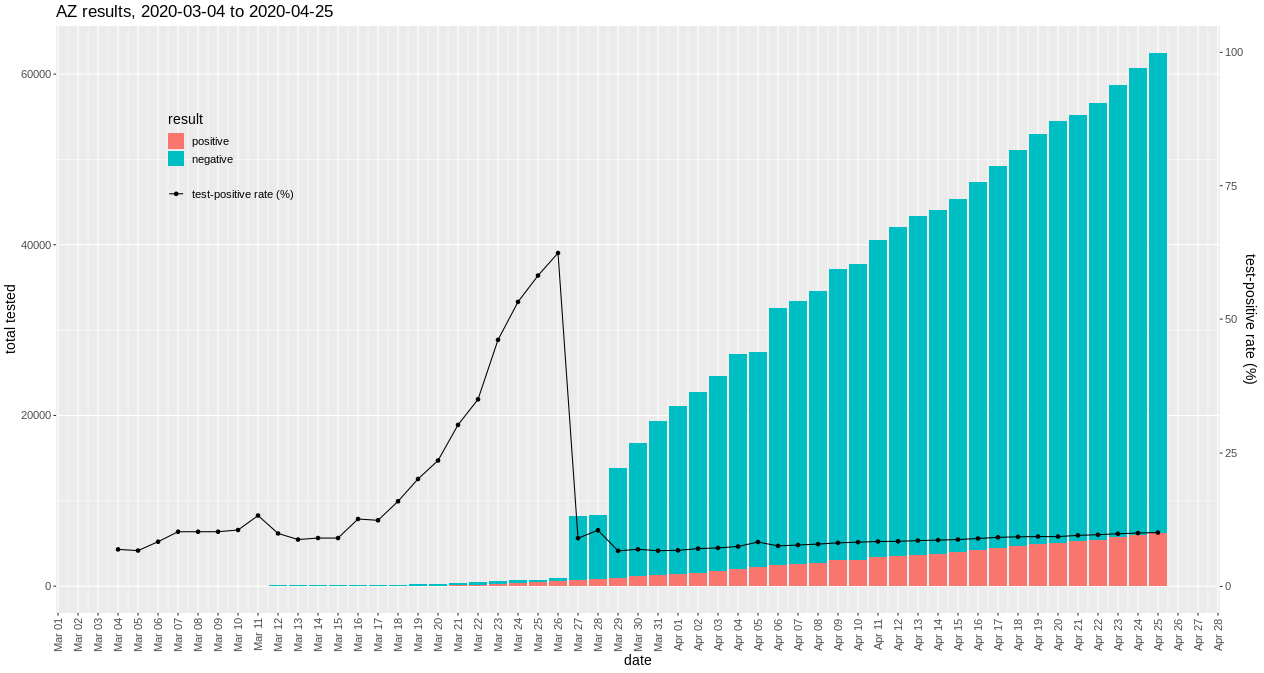 AZ results, 2020-03-04 to 2020-04-25
total tested
60000
40000
20000
0
result
positive
negative
test-positive rate (%)
100
75
50
25
0
test-positive rate (%)
Mar 01
Mar 02
Mar 03
Mar 04
Mar 05
Mar 06
Mar 07
Mar 08
Mar 09
Mar 10
Mar 11
Mar 12
Mar 13
Mar 14
Mar 15
Mar 16
Mar 17
Mar 18
Mar 19
Mar 20
Mar 21
Mar 22
Mar 23
Mar 24
Mar 25
Mar 26
Mar 27
Mar 28
Mar 29
Mar 30
Mar 31
Apr 01
Apr 02
Apr 03
Apr 04
Apr 05
Apr 06
Apr 07
Apr 08
Apr 09
Apr 10
Apr 11
Apr 12
Apr 13
Apr 14
Apr 15
Apr 16
Apr 17
Apr 18
Apr 19
Apr 20
Apr 21
Apr 22
Apr 23
Apr 24
Apr 25
Apr 26
Apr 27
Apr 28
date